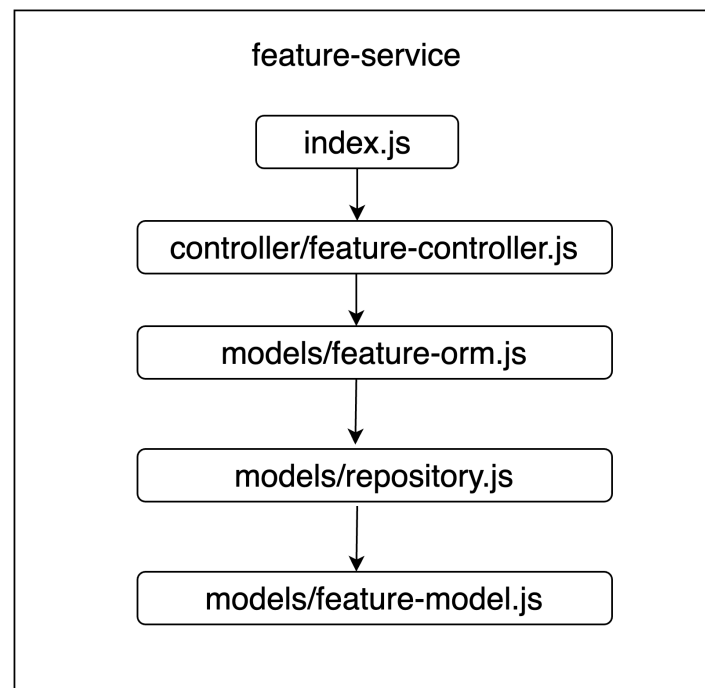 feature-service
index.js
controller/feature-controller.js
models/feature-orm.js
models/repository.js
models/feature-model.js